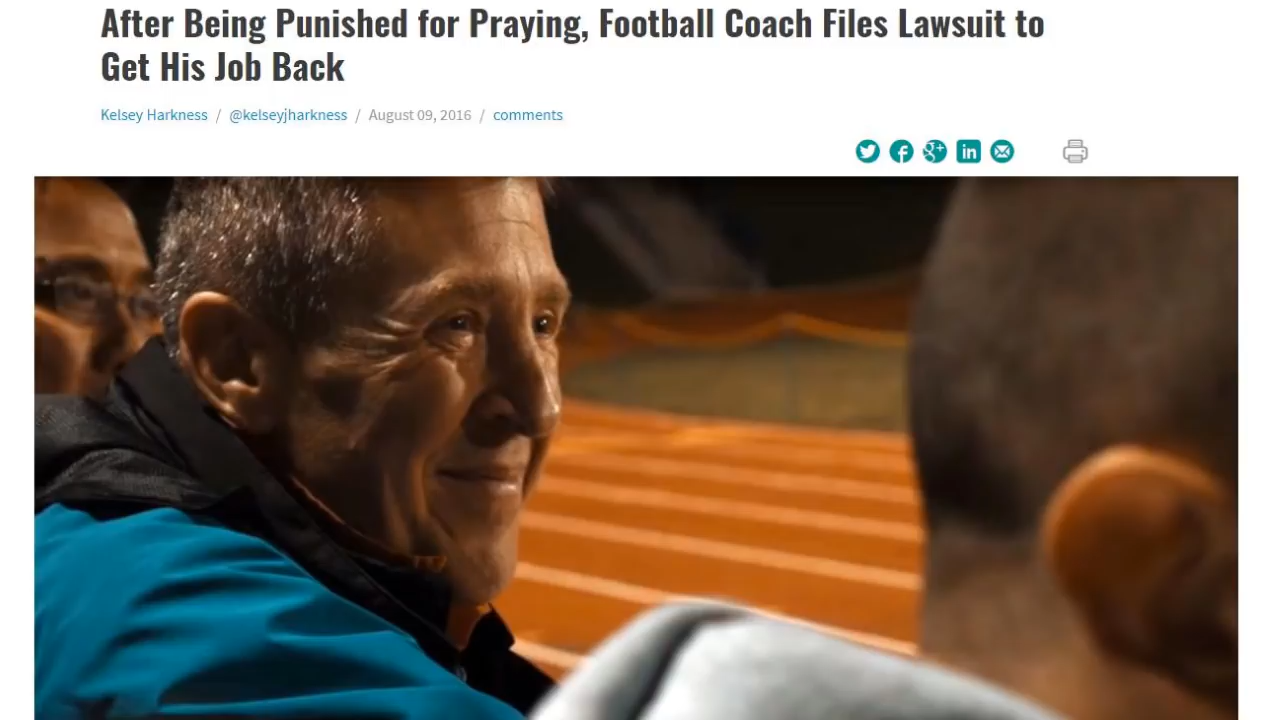 After Being Punished for Praying, Football Coach Files Lawsuit to
Get His Job Back
Kelsey Harkness / @kelseyjharkness / August 09, 2016 / comments